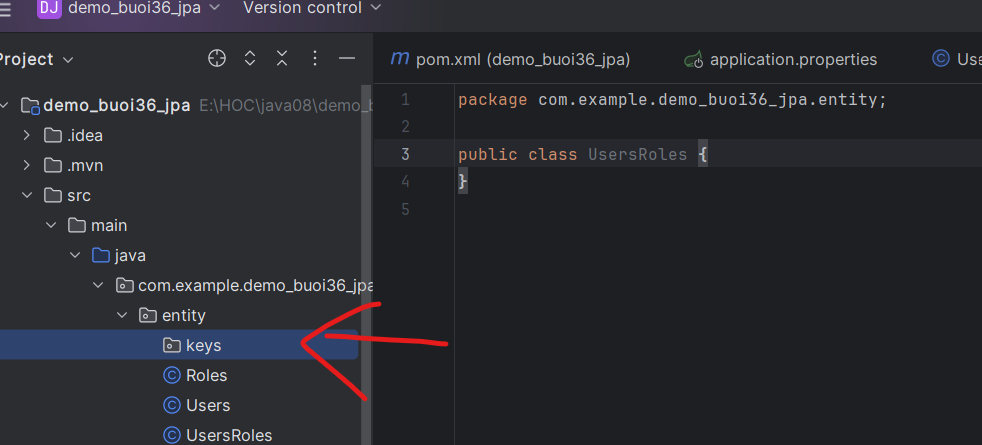 DJ demo_buoi36_jpa Version control
Project
m pom.xml (demo_buoi36_jpa) application.properties
demo_buoi36_jpa E:\HOC\java08\demo_b
.idea
.mvn
src
main
java
com.example.demo_buoi36_jpa
entity
keys
Roles
Users
UsersRoles
1 package com.example.demo_buoi36_jpa.entity;
2
3 public class UsersRoles {
4 }
5